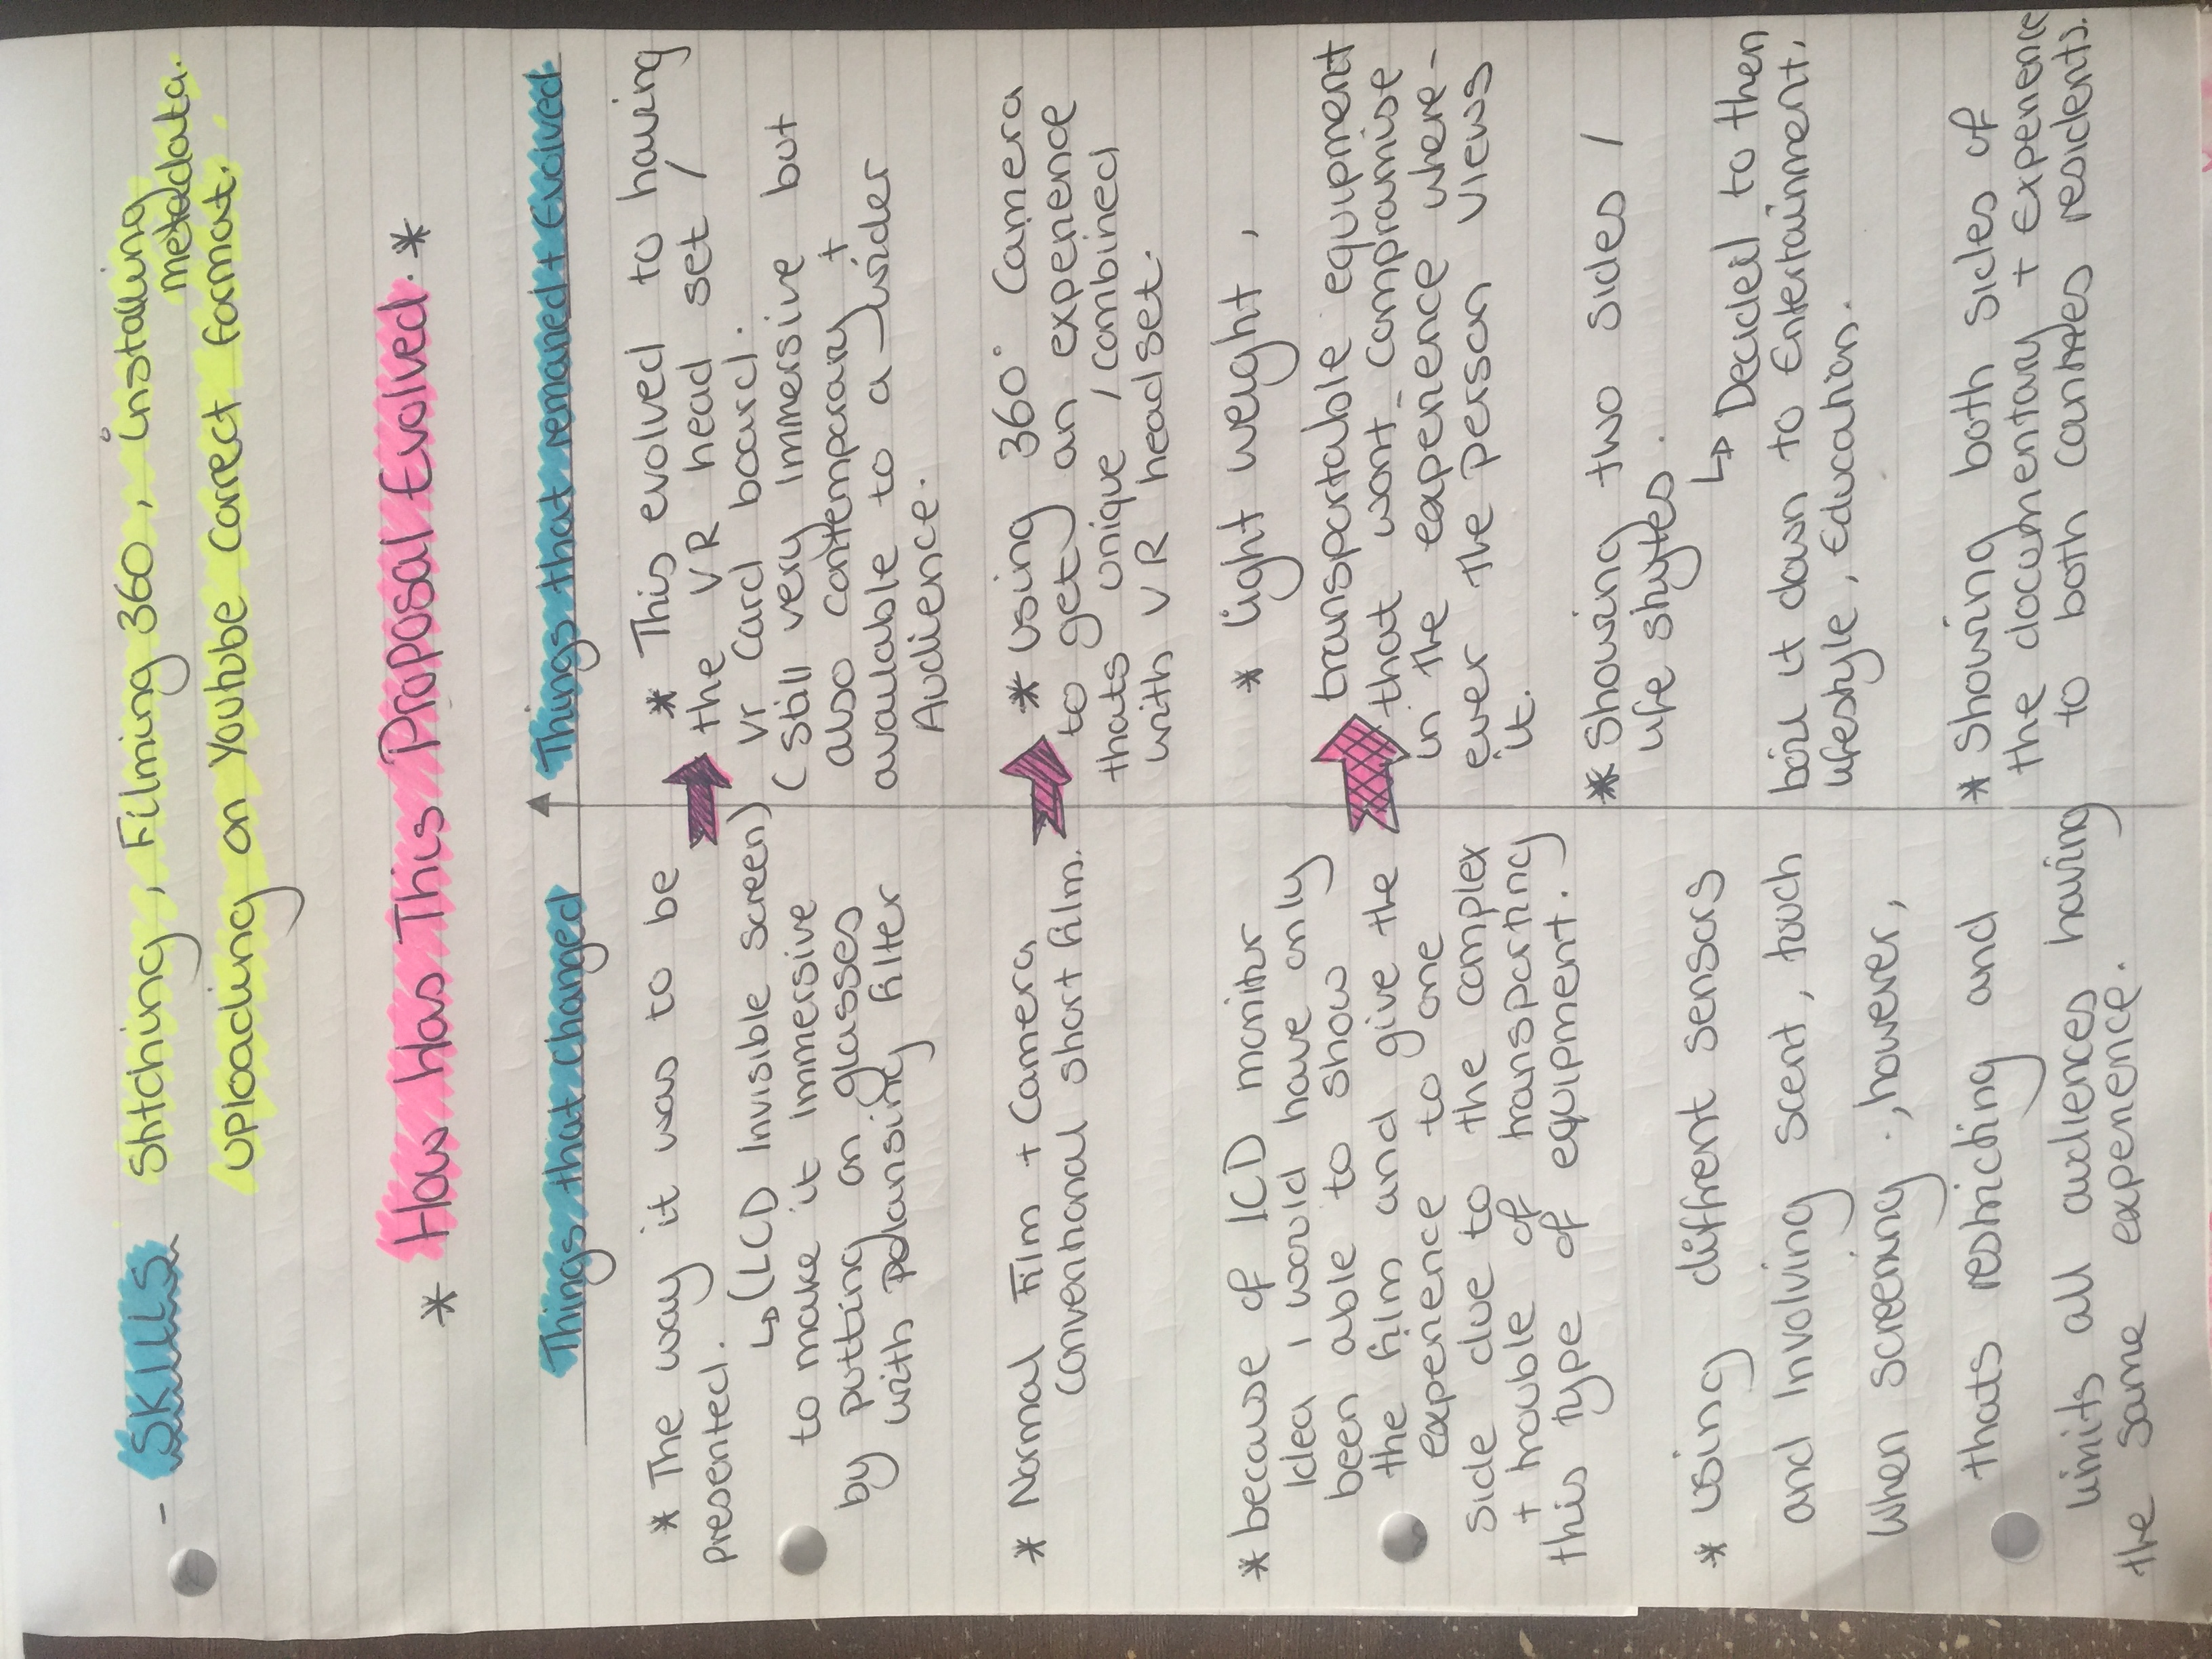 - SKILLS Stitching, Filming 360, installing metadata.
uploading on Youtube correct format.
* How Has This Proposal Evolved. *
Things that changed
* The way it was to be
presented.
↳ (LCD Invisible screen)
to make it immersive
by putting on glasses
with polarising filter
* Normal Film + Camera
conventional short film.
* because of lCD monitor
Idea i would have only
been able to show
the film and give the
experience to one
side due to the complex
+ trouble of transporting
this type of equipment.
* using diffrent sensors
and Involving scent, touch
When screening ., however,
thats restricting and
limits all audiences having
the same experience.
Things that remained + Evolved
* This evolved to having
the VR head set /
Vr Card board.
(still very immersive but
also contemporary +
available to a wider
Audience.
* using 360° Camera
to get an experience
thats unique / combined
with VR headset.
* light weight,
transportable equipment
that wont compramise
in the experience where-
ever the person views
it.
* Showing two sides /
life shyltes.
↳ Decided to then
boil it down to Entertainment,
lifestyle, Education.
* Showing both sides of
the documentary + Experience
to both countries residents.